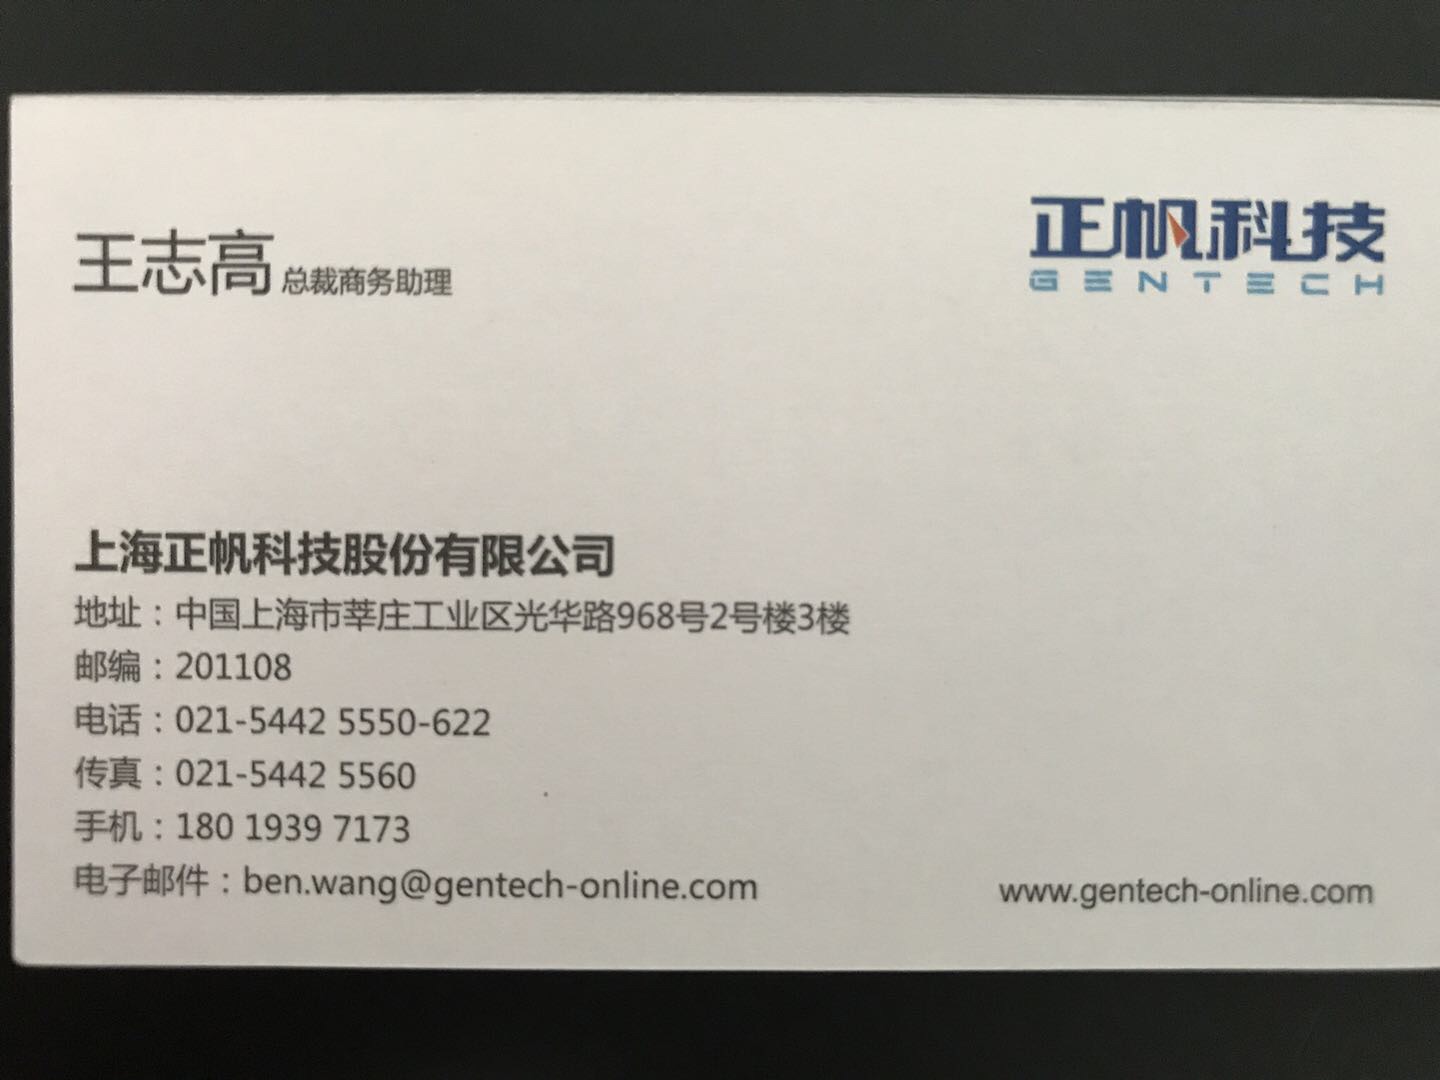 王志高 总裁商务助理
正帆科技
GENTECH
上海正帆科技股份有限公司
地址：中国上海市莘庄工业区光华路968号2号楼3楼
邮编：201108
电话：021-5442 5550-622
传真：021-5442 5560
手机：180 1939 7173
电子邮件：ben.wang@gentech-online.com
www.gentech-online.com